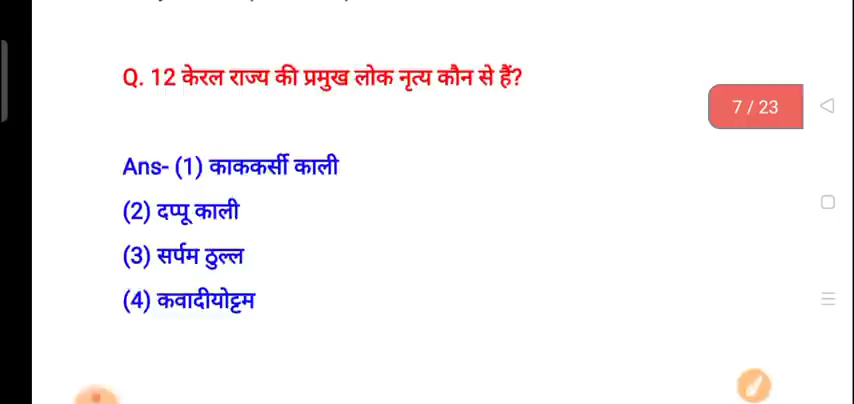 Q. 12 केरल राज्य की प्रमुख लोक नृत्य कौन से हैं?
7 / 23
Ans- (1) काककर्सी काली
(2) दप्पू काली
(3) सर्पम ठुल्ल
(4) कवादीयोट्टम